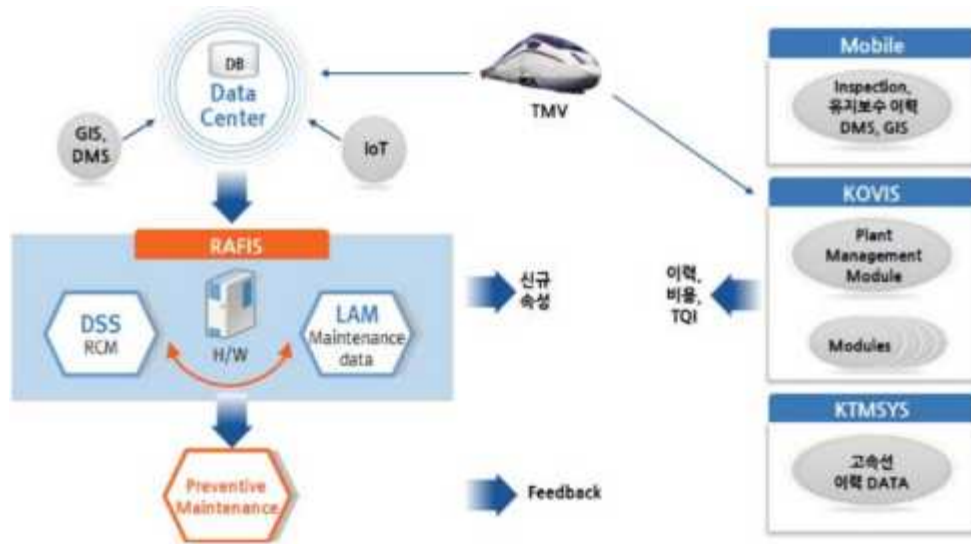 DB
Data
Center
GIS,
DMS
IoT
TMV
RAFIS
DSS
RCM
H/W
LAM
Maintenance
data
Preventive
Maintenance
신규
속성
이력,
비용,
TQI
Feedback
Mobile
Inspection,
유지보수 이력
DMS, GIS
KOVIS
Plant
Management
Module
Modules
KTMSYS
고속선
이력 DATA